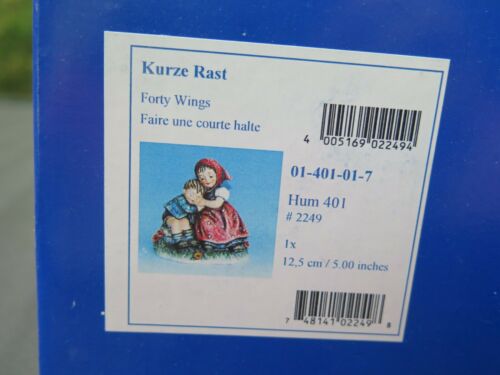 Kurze Rast
Forty Wings
Faire une courte halte
4 005169 022494
01-401-01-7
Hum 401
# 2249
1x
12,5 cm / 5.00 inches
7 48141 02249 8